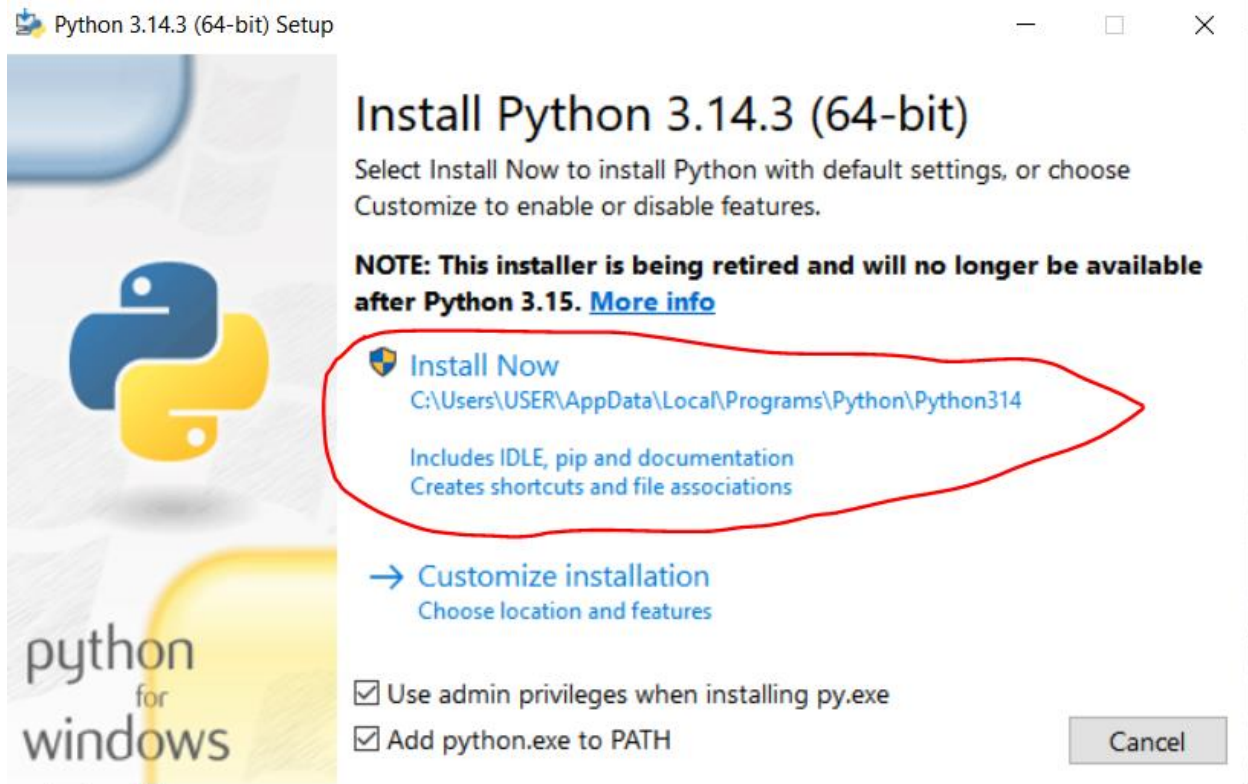 Python 3.14.3 (64-bit) Setup
Install Python 3.14.3 (64-bit)
Select Install Now to install Python with default settings, or choose
Customize to enable or disable features.
NOTE: This installer is being retired and will no longer be available
after Python 3.15. More info
Install Now
C:\Users\USER\AppData\Local\Programs\Python\Python314
Includes IDLE, pip and documentation
Creates shortcuts and file associations
Customize installation
Choose location and features
Use admin privileges when installing py.exe
Add python.exe to PATH
Cancel
python
for
windows